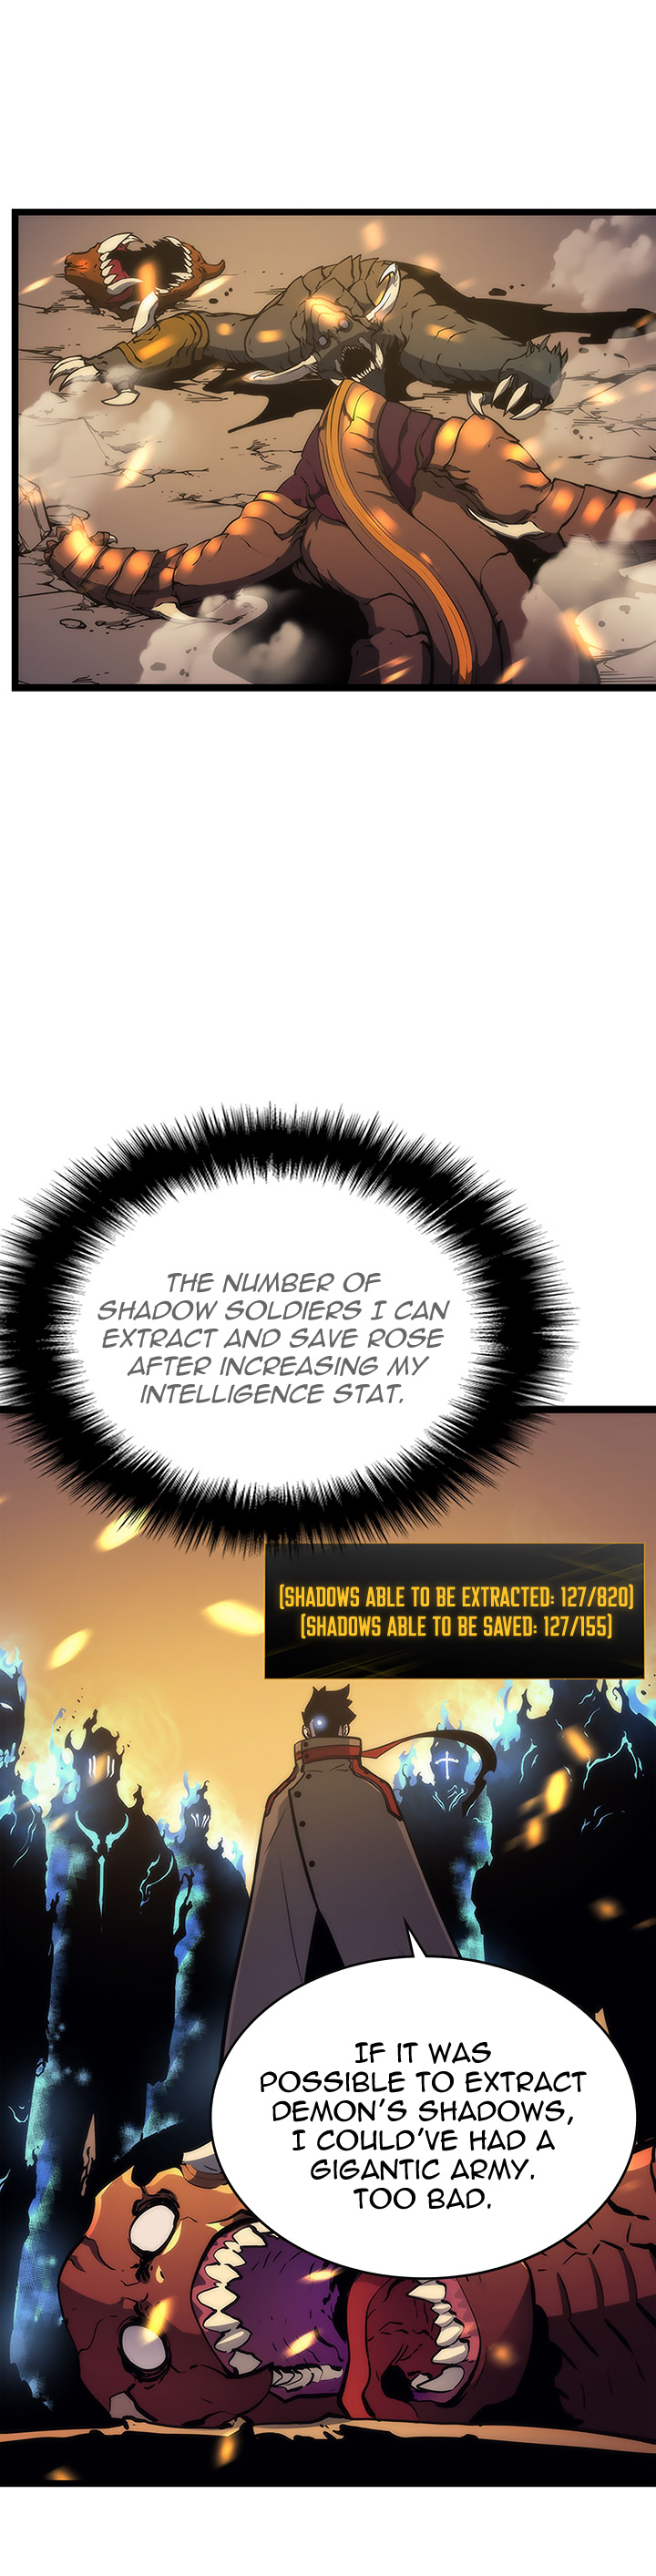 THE NUMBER OF
SHADOW SOLDIERS I CAN
EXTRACT AND SAVE ROSE
AFTER INCREASING MY
INTELLIGENCE STAT.
(SHADOWS ABLE TO BE EXTRACTED: 127/820)
(SHADOWS ABLE TO BE SAVED: 127/155)
IF IT WAS
POSSIBLE TO EXTRACT
DEMON'S SHADOWS,
I COULD'VE HAD A
GIGANTIC ARMY.
TOO BAD.